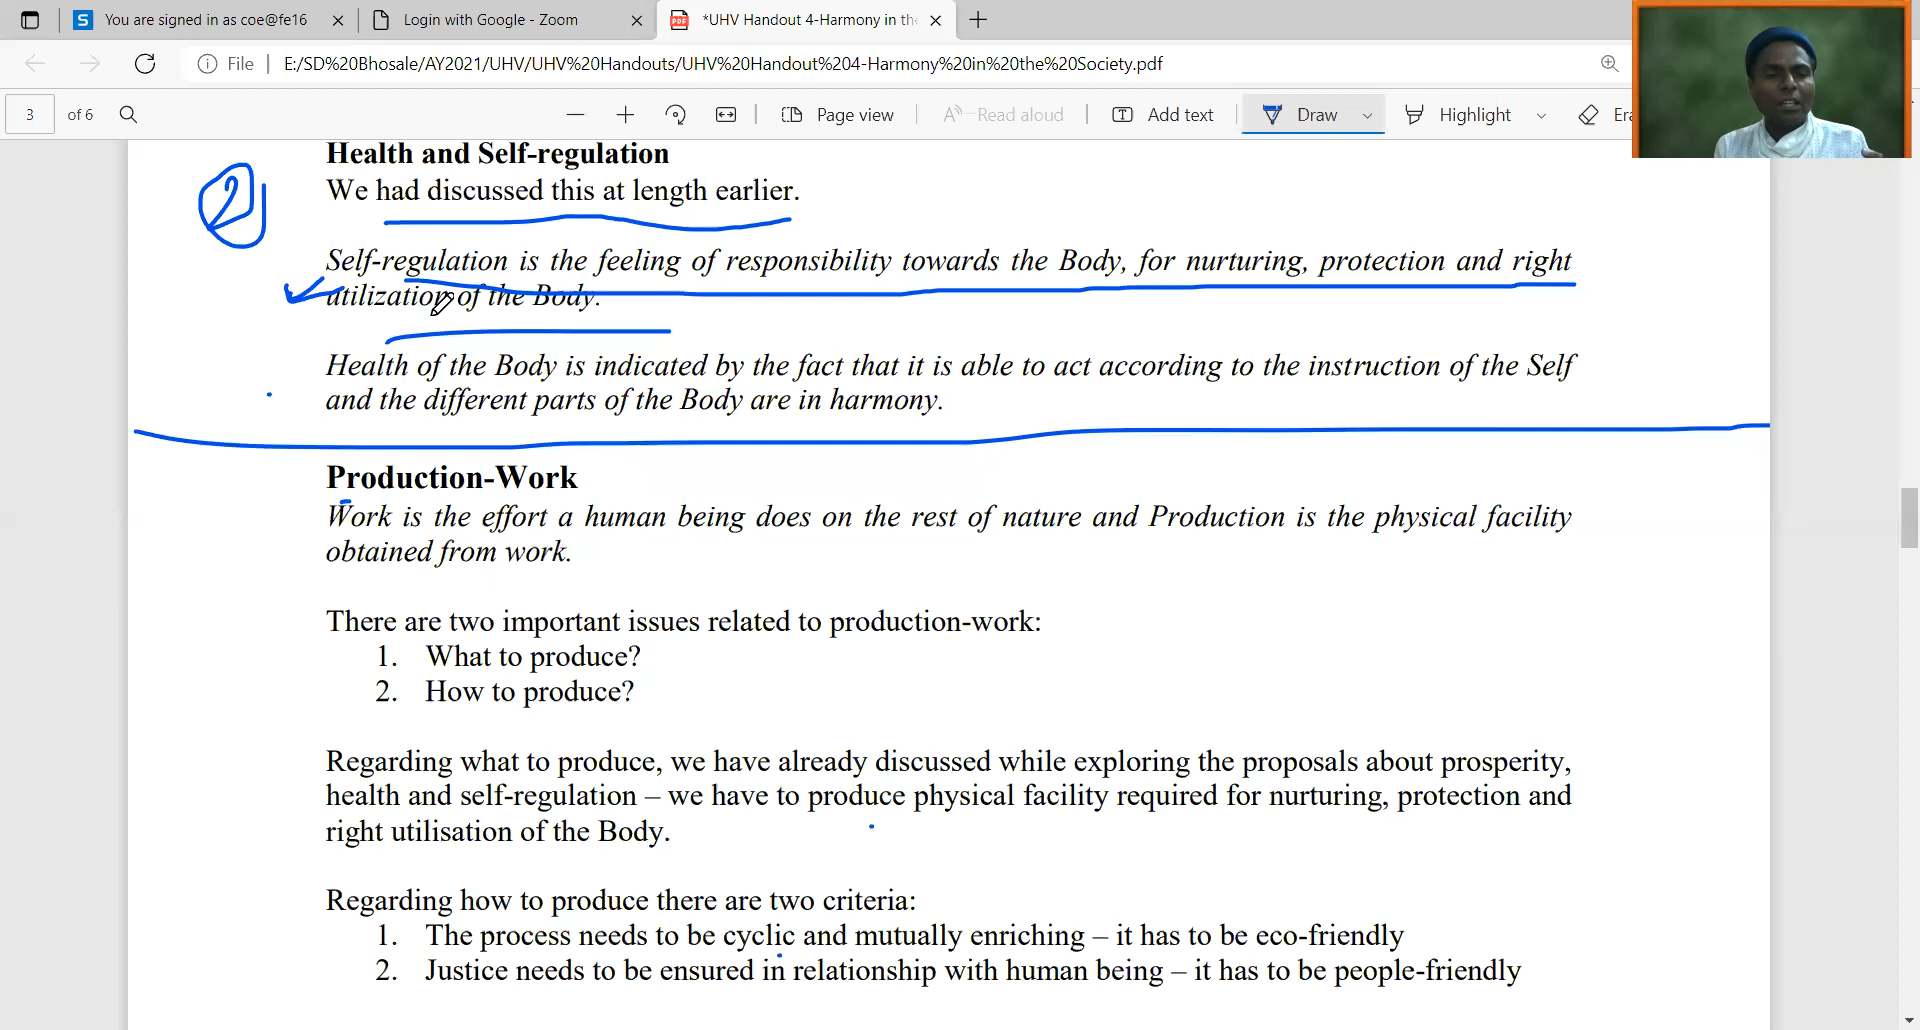 You are signed in as coe@fe16
Login with Google - Zoom
*UHV Handout 4-Harmony in the
File
E:/SD%20Bhosale/AY2021/UHV/UHV%20Handouts/UHV%20Handout%204-Harmony%20in%20the%20Society.pdf
3 of 6
Page view
Read aloud
Add text
Draw
Highlight
Era
Health and Self-regulation
2
We had discussed this at length earlier.
Self-regulation is the feeling of responsibility towards the Body, for nurturing, protection and right
utilization of the Body.
Health of the Body is indicated by the fact that it is able to act according to the instruction of the Self
and the different parts of the Body are in harmony.
Production-Work
Work is the effort a human being does on the rest of nature and Production is the physical facility
obtained from work.
There are two important issues related to production-work:
1. What to produce?
2. How to produce?
Regarding what to produce, we have already discussed while exploring the proposals about prosperity,
health and self-regulation – we have to produce physical facility required for nurturing, protection and
right utilisation of the Body.
Regarding how to produce there are two criteria:
1. The process needs to be cyclic and mutually enriching – it has to be eco-friendly
2. Justice needs to be ensured in relationship with human being – it has to be people-friendly